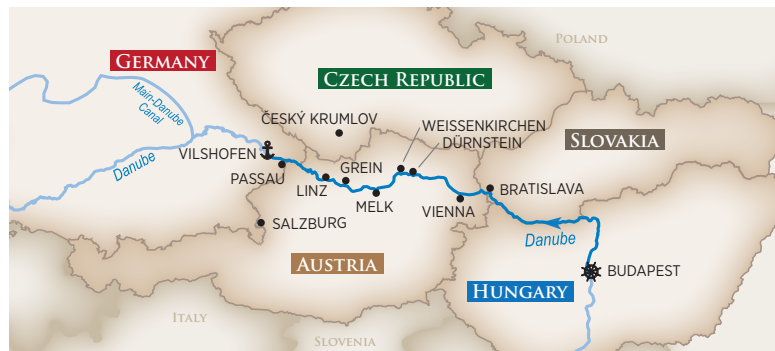 POLAND
GERMANY
CZECH REPUBLIC
Main-Danube
Canal
ČESKÝ KRUMLOV
WEISSENKIRCHEN
DÜRNSTEIN
SLOVAKIA
VILSHOFEN
Danube
PASSAU
GREIN
LINZ
MELK
VIENNA
BRATISLAVA
SALZBURG
Danube
AUSTRIA
BUDAPEST
HUNGARY
ITALY
SLOVENIA